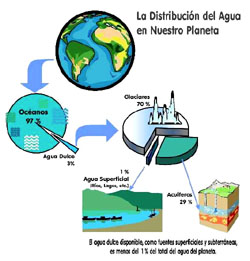 La Distribución del Agua
en Nuestro Planeta
Glaciares
70 %
Océanos
97 %
Agua Dulce
3%
1 %
Agua Superficial
(Ríos, Lagos, etc.)
Acuíferos
29 %
El agua dulce disponible, como fuentes superficiales y subterráneas,
es menos del 1% del total del agua del planeta.